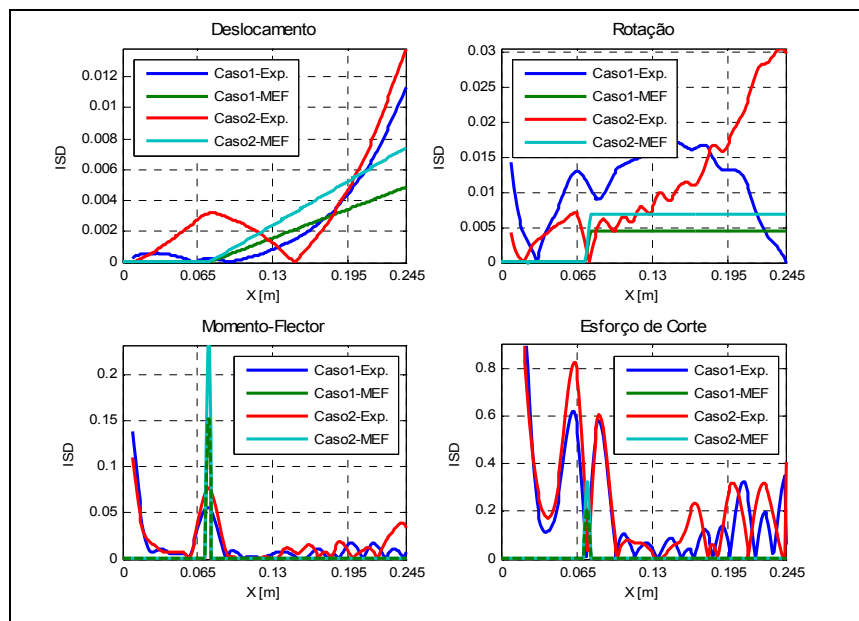 Deslocamento
ISD
0.012
0.01
0.008
0.006
0.004
0.002
0
Caso1-Exp.
Caso1-MEF
Caso2-Exp.
Caso2-MEF
0 0.065 0.13 0.195 0.245
X [m]
Rotação
ISD
0.03
0.025
0.02
0.015
0.01
0.005
0
Caso1-Exp.
Caso1-MEF
Caso2-Exp.
Caso2-MEF
0 0.065 0.13 0.195 0.245
X [m]
Momento-Flector
ISD
0.2
0.15
0.1
0.05
0
Caso1-Exp.
Caso1-MEF
Caso2-Exp.
Caso2-MEF
0 0.065 0.13 0.195 0.245
X [m]
Esforço de Corte
ISD
0.8
0.6
0.4
0.2
0
Caso1-Exp.
Caso1-MEF
Caso2-Exp.
Caso2-MEF
0 0.065 0.13 0.195 0.245
X [m]